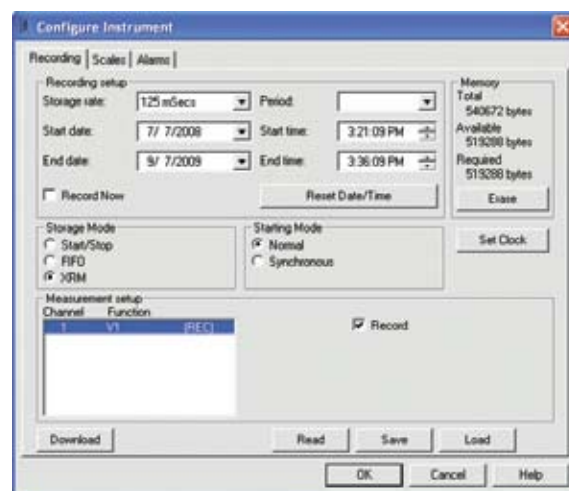 Configure Instrument
Recording Scales Alarms
Recording setup
Storage rate: 125 mSecs Period:
Start date: 7/ 7/2008 Start time: 3:21:09 PM
End date: 9/ 7/2009 End time: 3:36:09 PM
Record Now Reset Date/Time
Memory
Total
540672 bytes
Available
519288 bytes
Required
519288 bytes
Erase
Set Clock
Storage Mode
Start/Stop
FIFO
XRM
Starting Mode
Normal
Synchronous
Measurement setup
Channel Function
1 V1 [REC]
Record
Download Read Save Load
OK Cancel Help